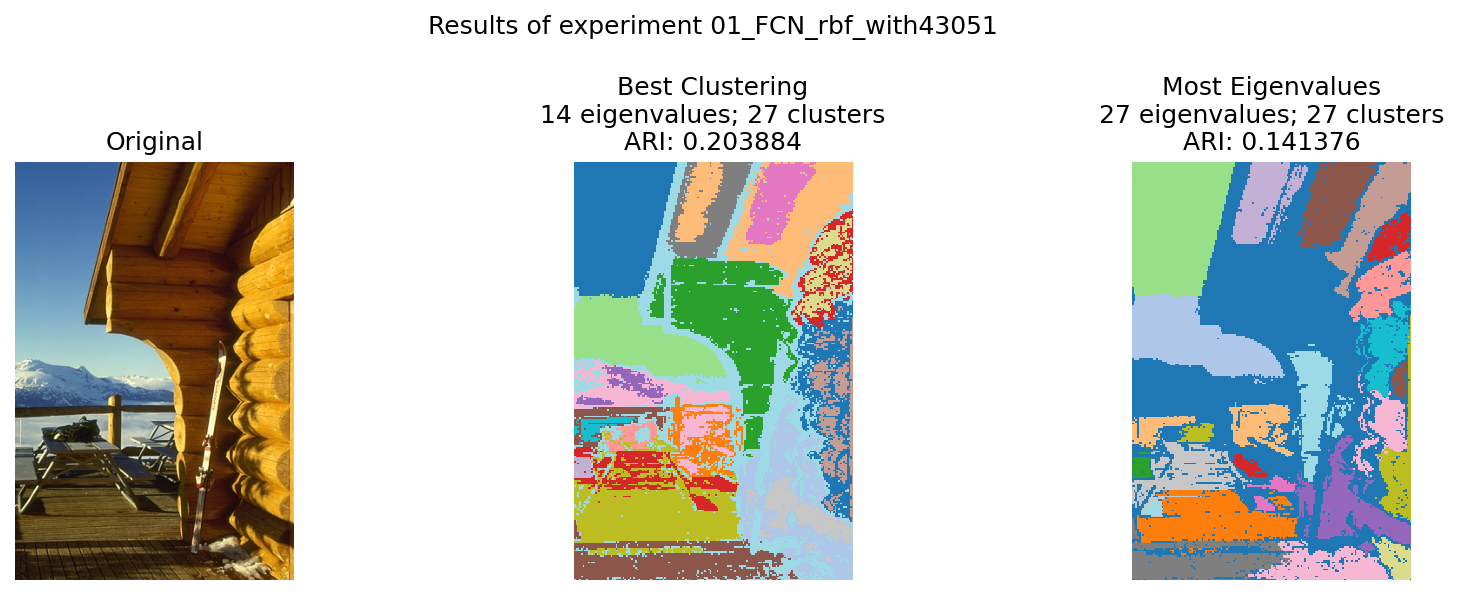 Results of experiment 01_FCN_rbf_with43051
Original
Best Clustering
14 eigenvalues; 27 clusters
ARI: 0.203884
Most Eigenvalues
27 eigenvalues; 27 clusters
ARI: 0.141376